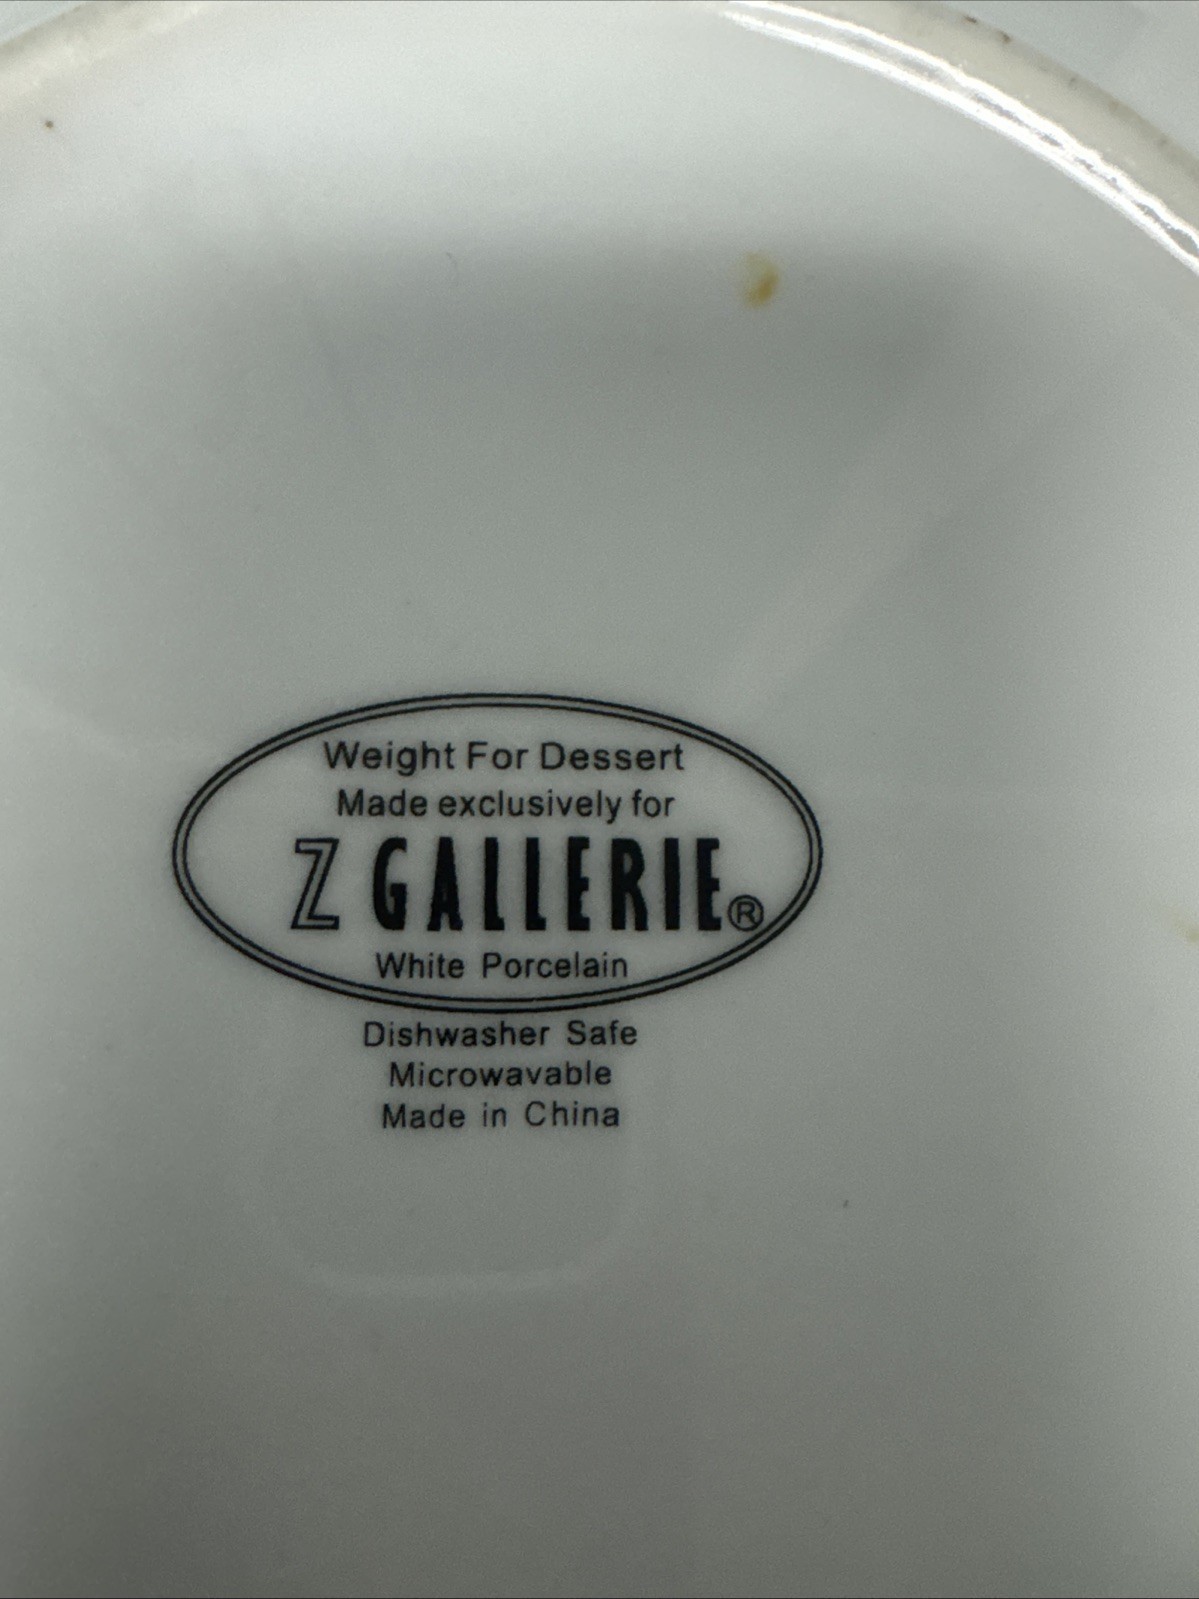 Weight For Dessert
Made exclusively for
Z GALLERIE®
White Porcelain
Dishwasher Safe
Microwavable
Made in China